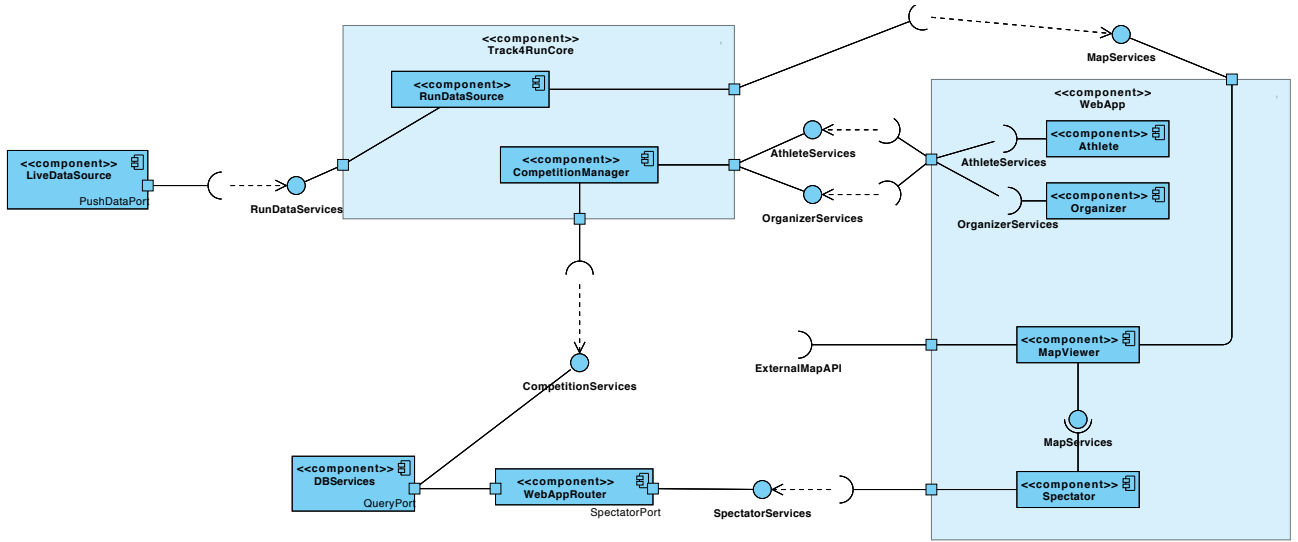 <<component>>
Track4RunCore
MapServices
<<component>>
RunDataSource
<<component>>
WebApp
<<component>>
LiveDataSource
PushDataPort
RunDataServices
<<component>>
CompetitionManager
AthleteServices
OrganizerServices
<<component>>
Athlete
AthleteServices
<<component>>
Organizer
OrganizerServices
<<component>>
MapViewer
ExternalMapAPI
CompetitionServices
MapServices
<<component>>
DBServices
QueryPort
<<component>>
WebAppRouter
SpectatorPort
SpectatorServices
<<component>>
Spectator